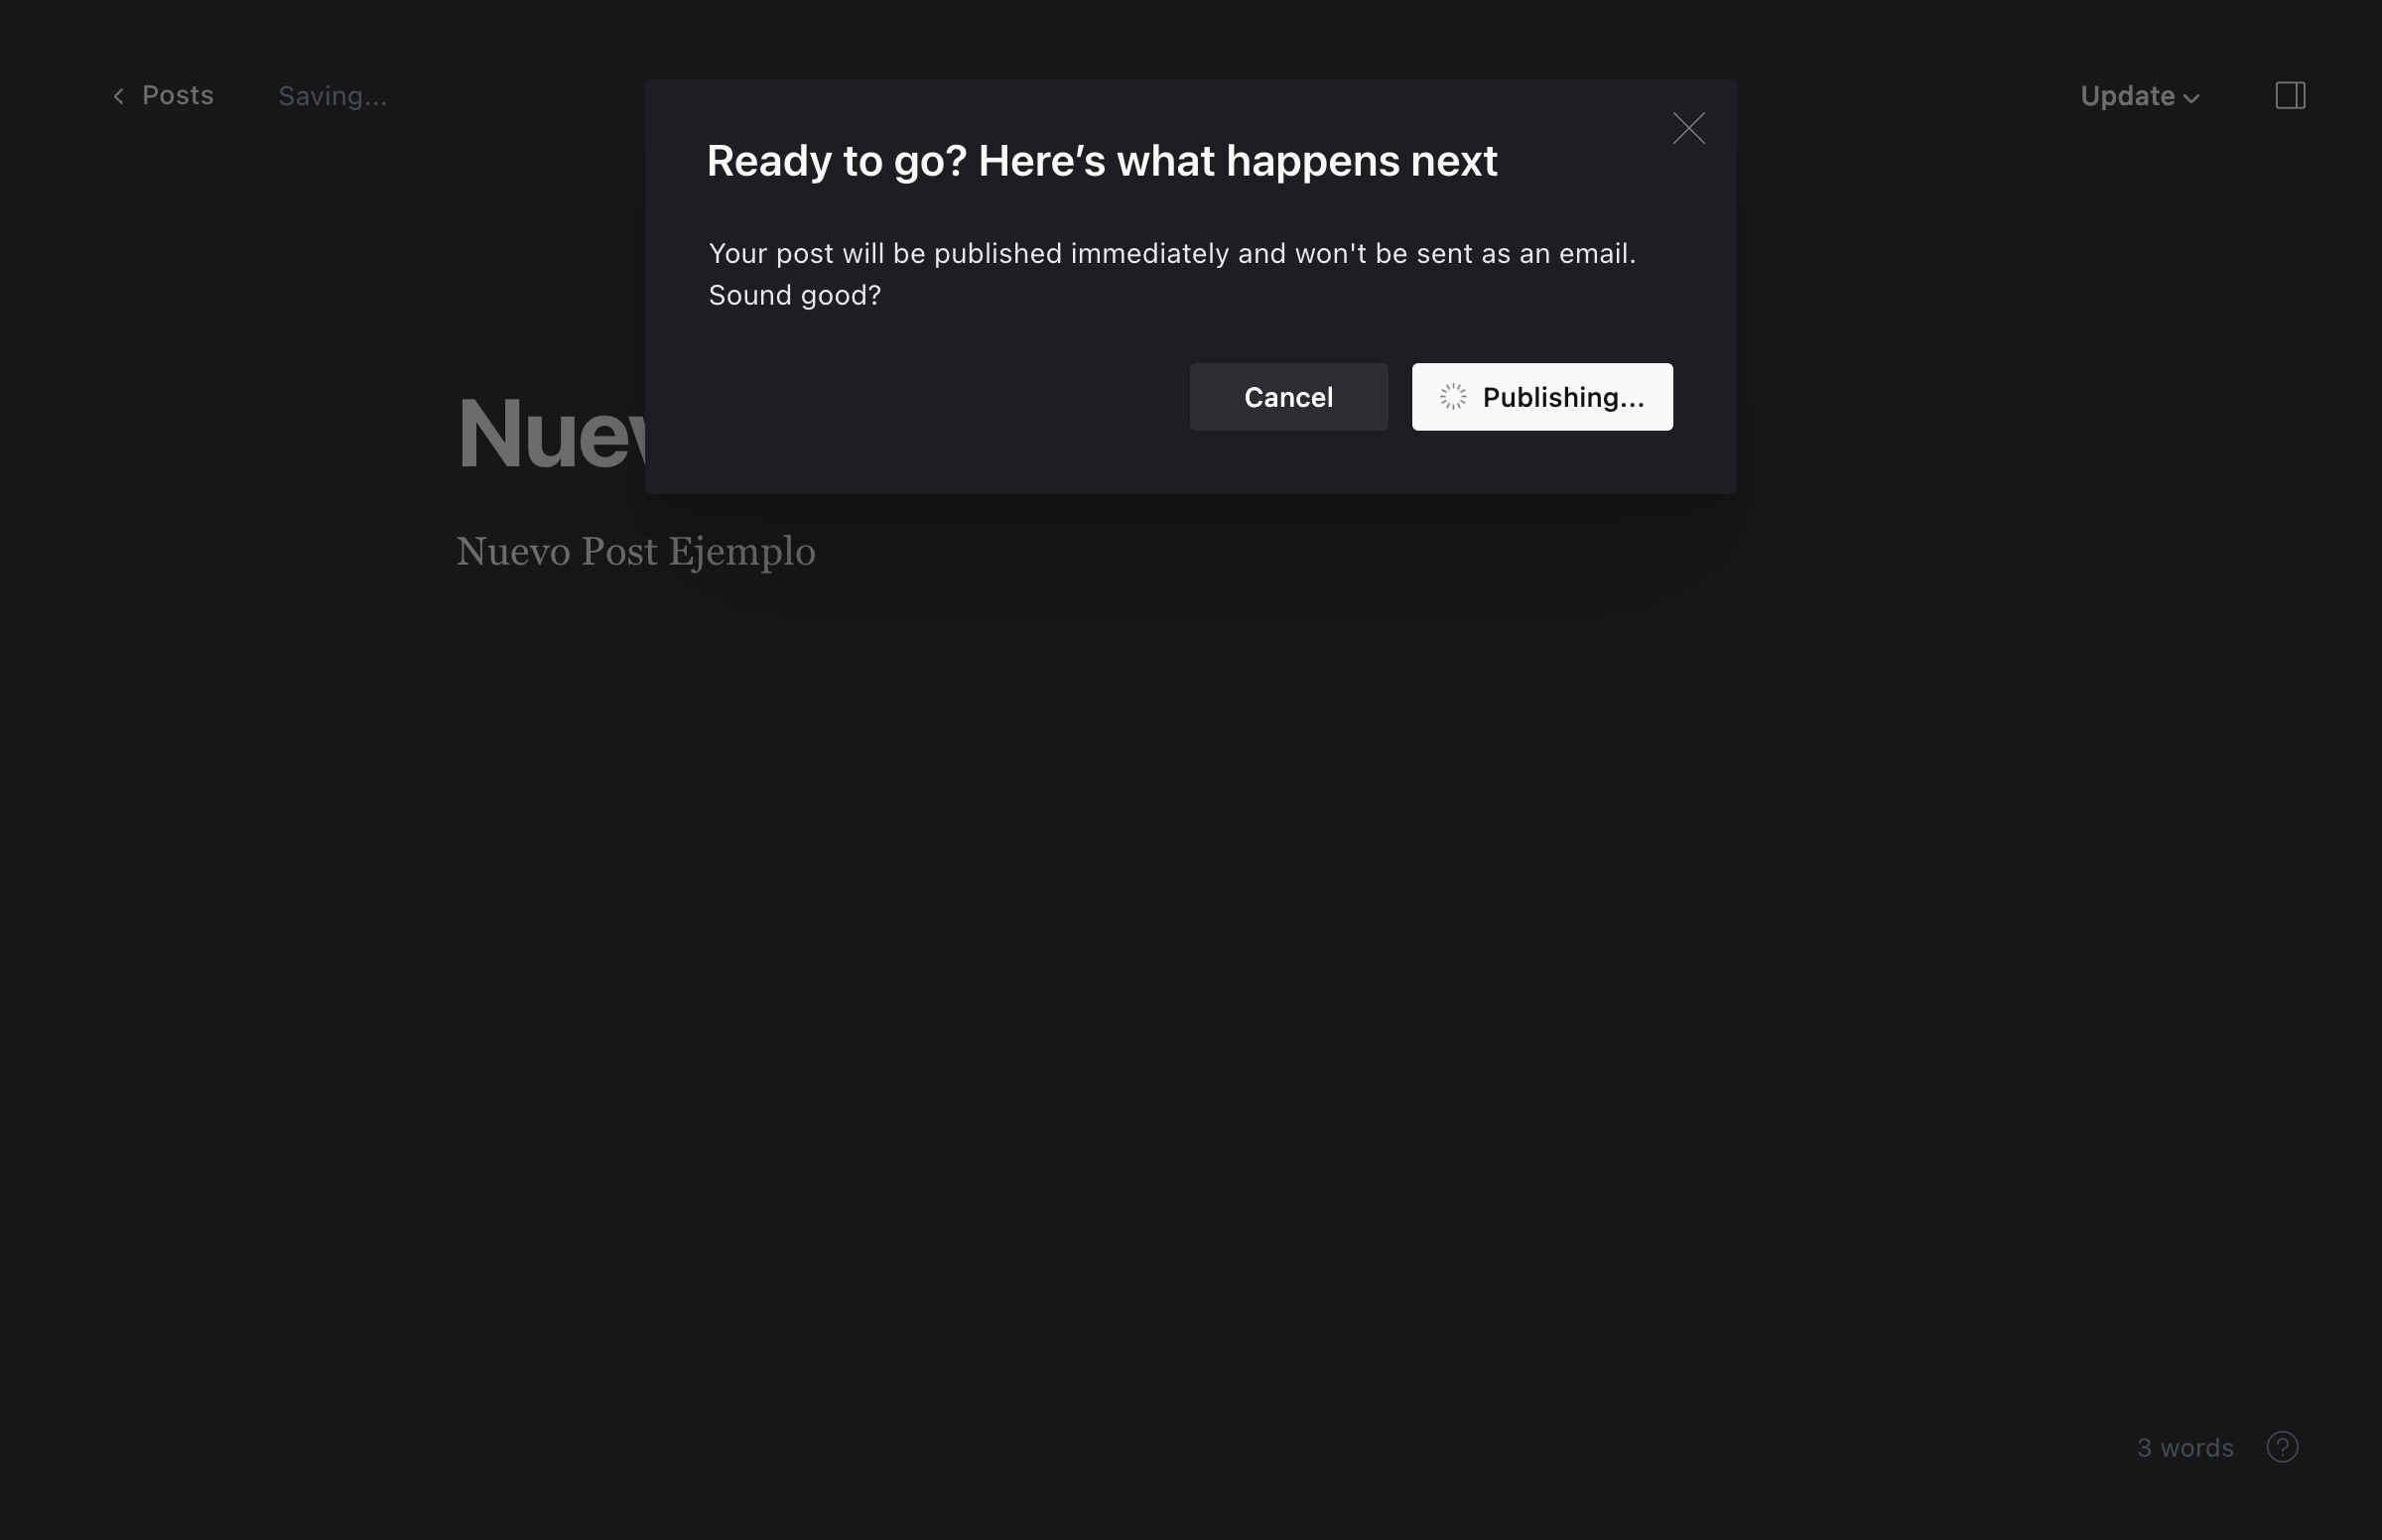 Posts
Saving...
Update
Ready to go? Here’s what happens next
Your post will be published immediately and won't be sent as an email.
Sound good?
Cancel
Publishing...
Nuevo Post Ejemplo
3 words